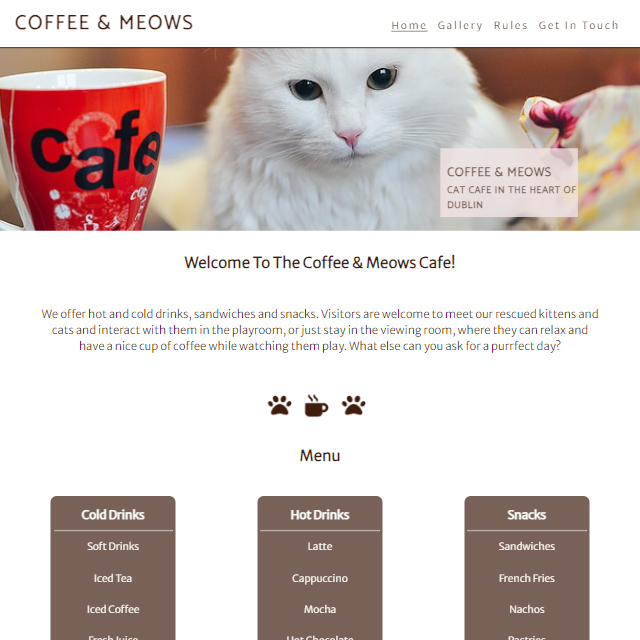 COFFEE & MEOWS
Home Gallery Rules Get In Touch
cafe
COFFEE & MEOWS
CAT CAFE IN THE HEART OF
DUBLIN
Welcome To The Coffee & Meows Cafe!
We offer hot and cold drinks, sandwiches and snacks. Visitors are welcome to meet our rescued kittens and
cats and interact with them in the playroom, or just stay in the viewing room, where they can relax and
have a nice cup of coffee while watching them play. What else can you ask for a purrfect day?
Menu
Cold Drinks
Soft Drinks
Iced Tea
Iced Coffee
Fresh Juice
Hot Drinks
Latte
Cappuccino
Mocha
Hot Chocolate
Snacks
Sandwiches
French Fries
Nachos
Pastries